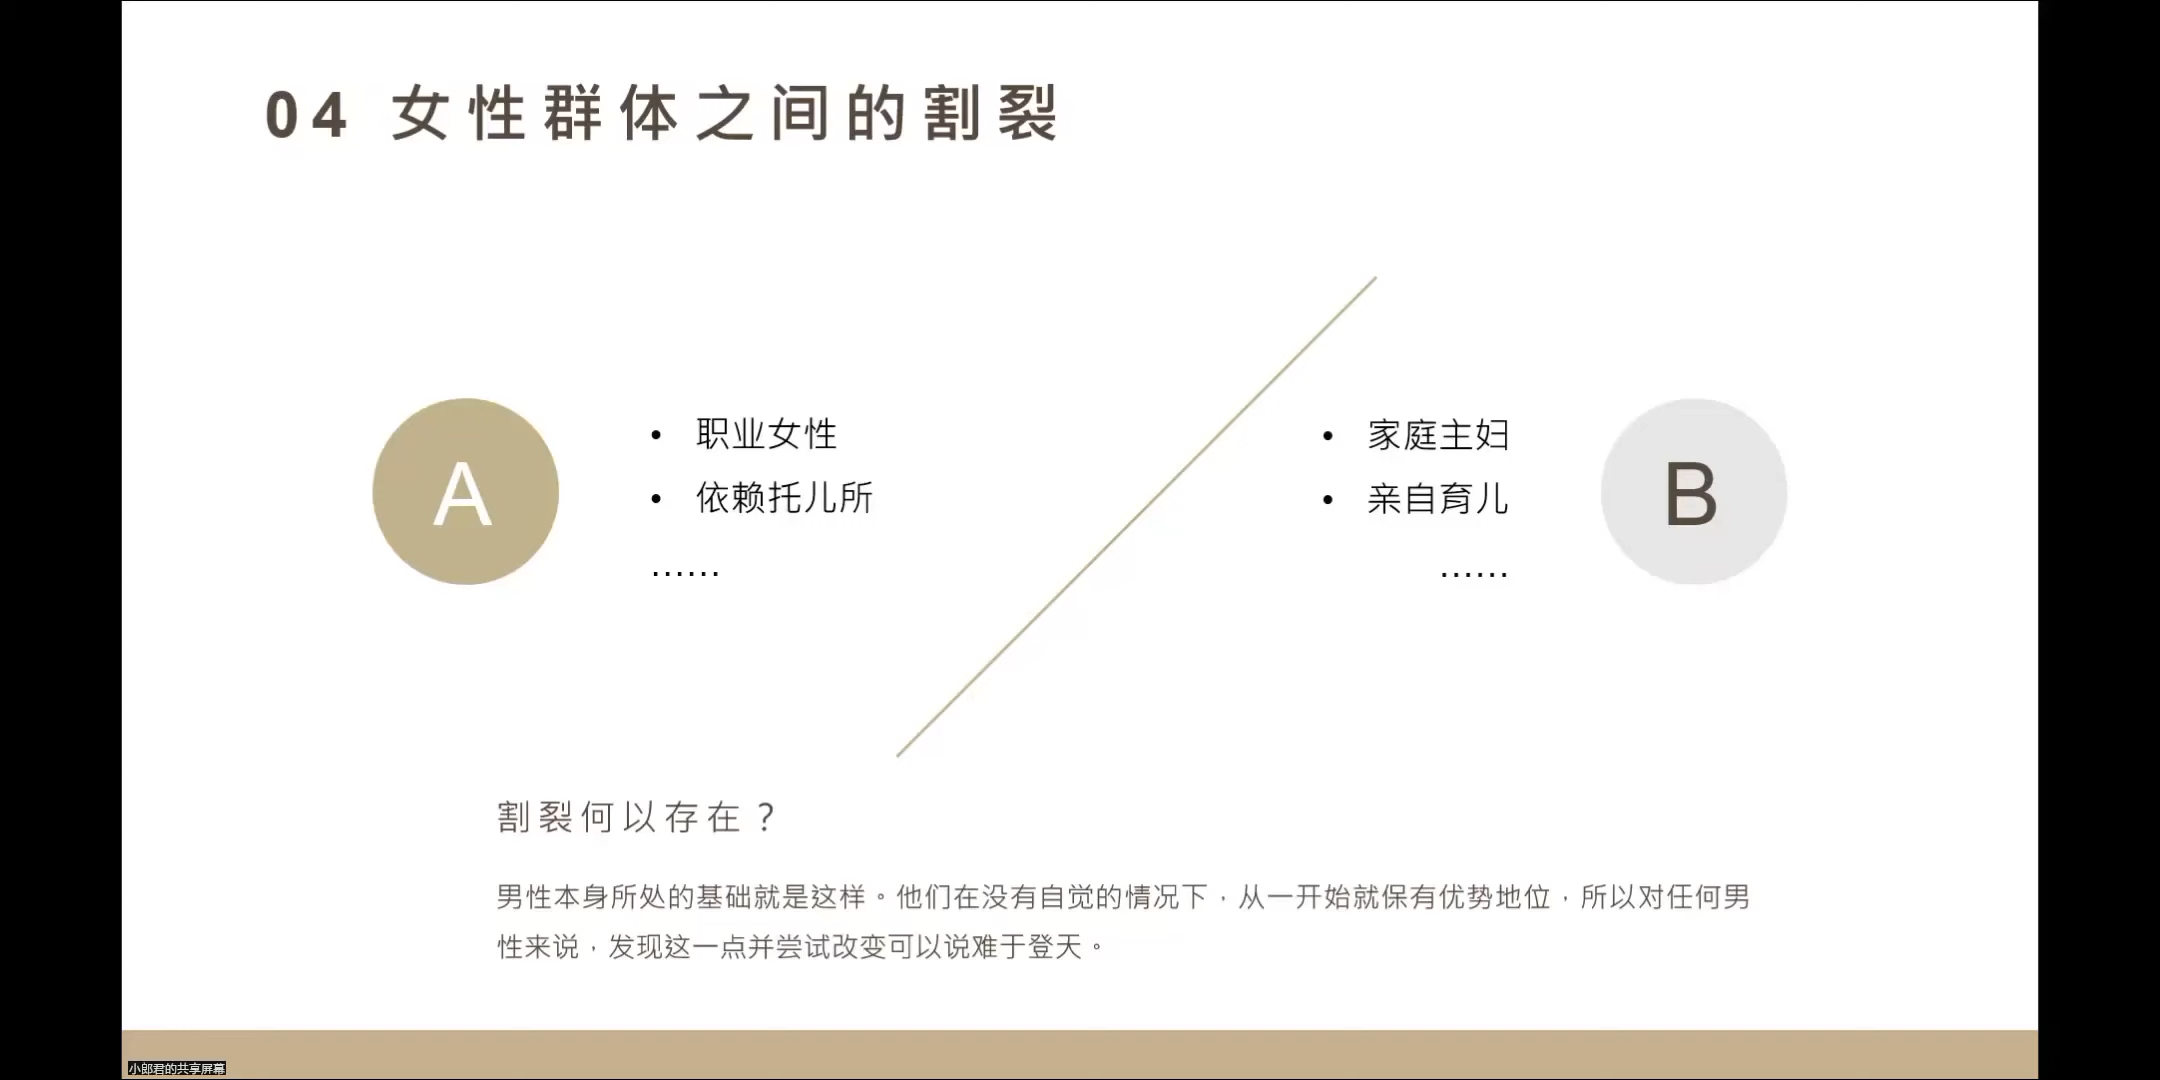 04 女性群体之间的割裂
A
• 职业女性
• 依赖托儿所
……
• 家庭主妇
• 亲自育儿
……
B
割裂何以存在？
男性本身所处的基础就是这样。他们在没有自觉的情况下，从一开始就保有优势地位，所以对任何男
性来说，发现这一点并尝试改变可以说难于登天。
小郎君的共享屏幕